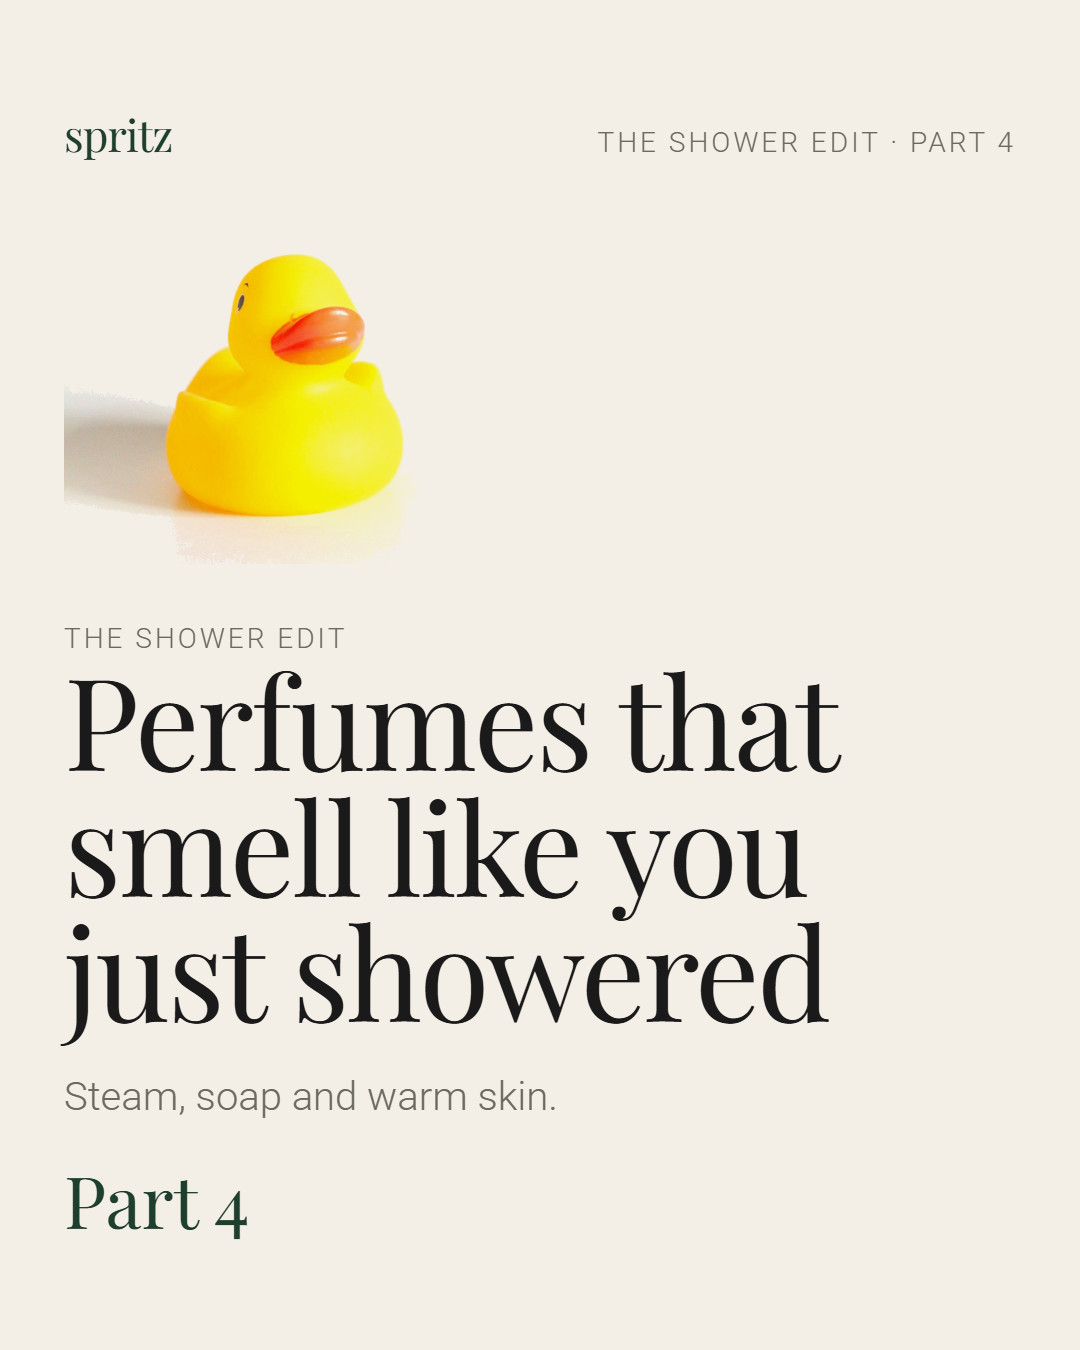 spritz
THE SHOWER EDIT · PART 4
THE SHOWER EDIT
Perfumes that
smell like you
just showered
Steam, soap and warm skin.
Part 4